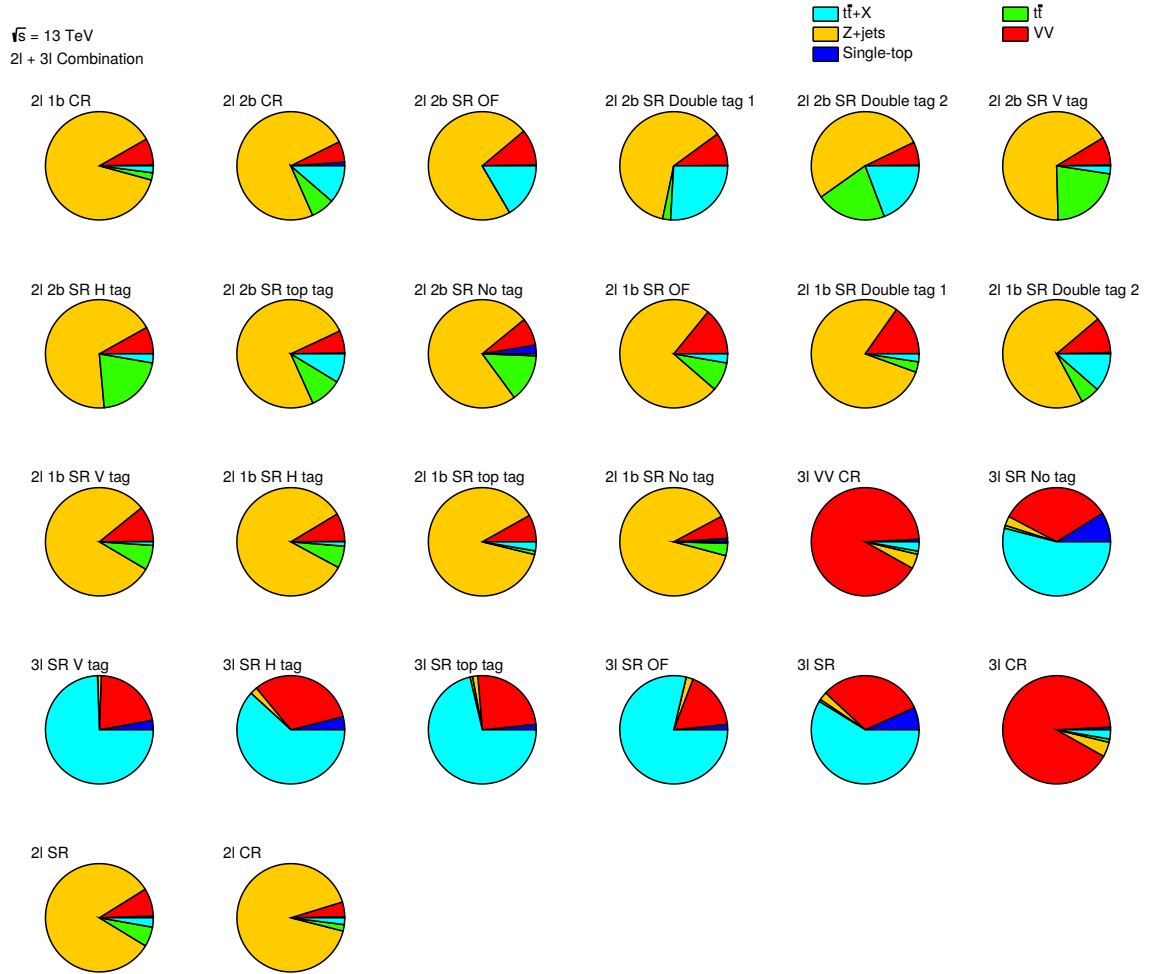 √s = 13 TeV
2l + 3l Combination
tt̄+X
tt̄
Z+jets
VV
Single-top
2l 1b CR
2l 2b CR
2l 2b SR OF
2l 2b SR Double tag 1
2l 2b SR Double tag 2
2l 2b SR V tag
2l 2b SR H tag
2l 2b SR top tag
2l 2b SR No tag
2l 1b SR OF
2l 1b SR Double tag 1
2l 1b SR Double tag 2
2l 1b SR V tag
2l 1b SR H tag
2l 1b SR top tag
2l 1b SR No tag
3l VV CR
3l SR No tag
3l SR V tag
3l SR H tag
3l SR top tag
3l SR OF
3l SR
3l CR
2l SR
2l CR